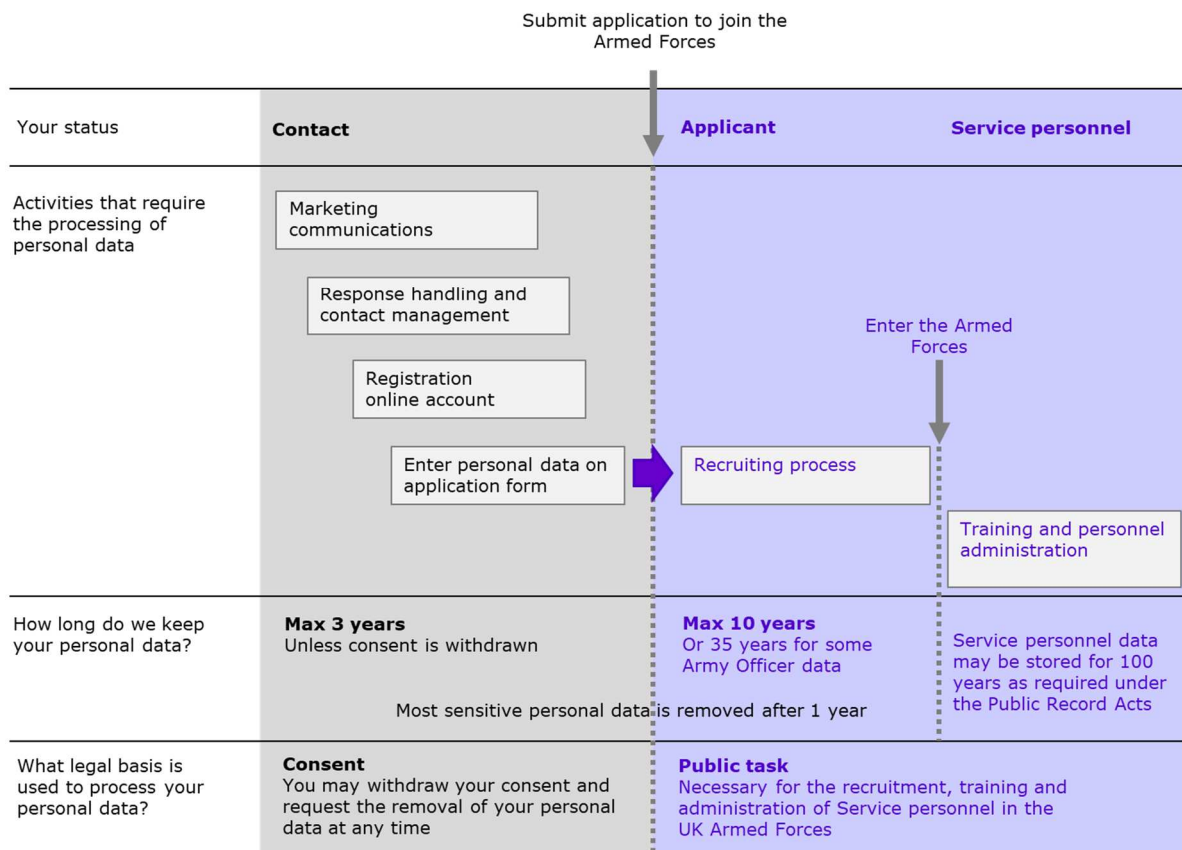 Submit application to join the
Armed Forces
Your status
Contact
Applicant
Service personnel
Activities that require
the processing of
personal data
Marketing
communications
Response handling and
contact management
Registration
online account
Enter personal data on
application form
Enter the Armed
Forces
Recruiting process
Training and personnel
administration
How long do we keep
your personal data?
Max 3 years
Unless consent is withdrawn
Max 10 years
Or 35 years for some
Army Officer data
Service personnel data
may be stored for 100
years as required under
the Public Record Acts
Most sensitive personal data is removed after 1 year
What legal basis is
used to process your
personal data?
Consent
You may withdraw your consent and
request the removal of your personal
data at any time
Public task
Necessary for the recruitment, training and
administration of Service personnel in the
UK Armed Forces